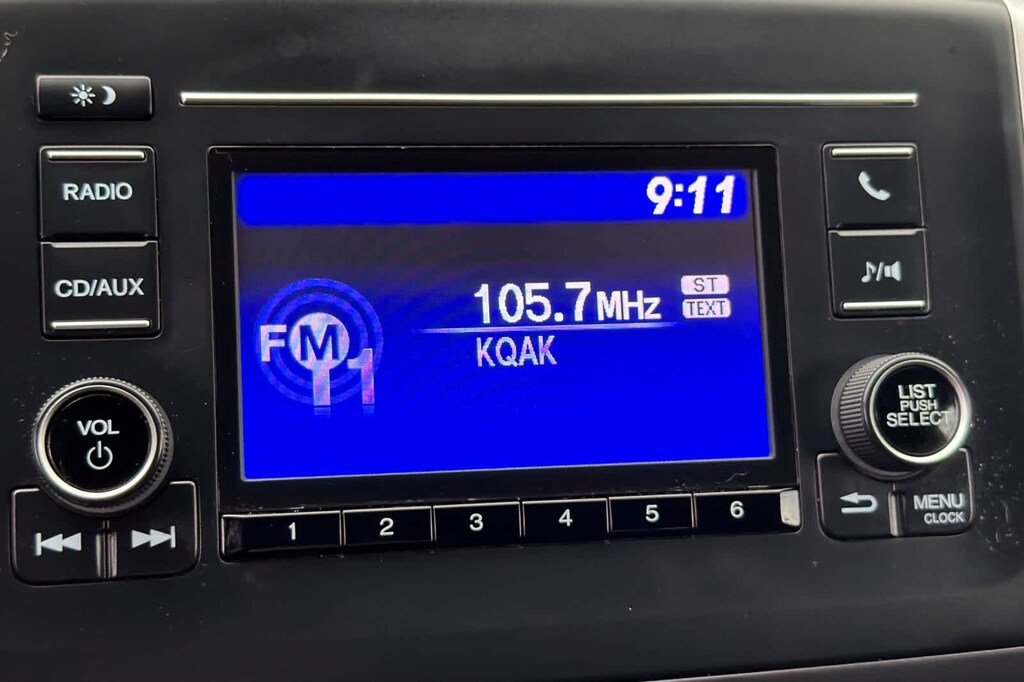 RADIO
CD/AUX
VOL
9:11
105.7MHz
ST
TEXT
FM1
1
KQAK
1
2
3
4
5
6
LIST
PUSH
SELECT
MENU
CLOCK